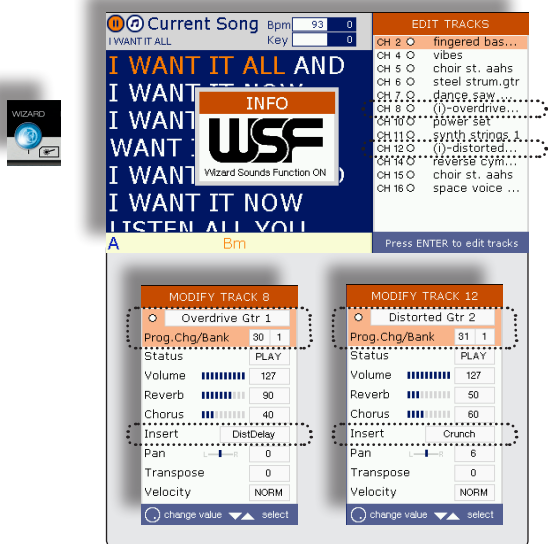 WIZARD
Current Song Bpm 93 0
I WANT IT ALL Key 0
I WANT IT ALL AND
I WANT IT NOW
I WANT
WANT
I WANT
I WANT IT NOW
LISTEN ALL YOU
A Bm
INFO
WSF
Wizard Sounds Function ON
EDIT TRACKS
CH 2 fingered bas...
CH 4 vibes
CH 5 choir st. aahs
CH 6 steel strum.gtr
CH 7 dance saw ...
CH 8 (i)-overdrive...
CH 10 power set
CH 11 synth strings 1
CH 12 (i)-distorted...
CH 14 reverse cym...
CH 15 choir st. aahs
CH 16 space voice ...
Press ENTER to edit tracks
MODIFY TRACK 8
Overdrive Gtr 1
Prog.Chg/Bank 30 1
Status PLAY
Volume 127
Reverb 90
Chorus 40
Insert DistDelay
Pan L R 0
Transpose 0
Velocity NORM
change value select
MODIFY TRACK 12
Distorted Gtr 2
Prog.Chg/Bank 31 1
Status PLAY
Volume 127
Reverb 50
Chorus 60
Insert Crunch
Pan L R 6
Transpose 0
Velocity NORM
change value select